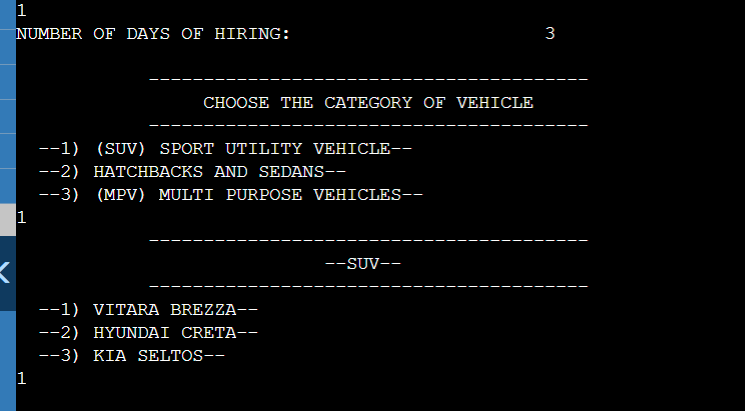 1
NUMBER OF DAYS OF HIRING: 3
----------------------------------------
CHOOSE THE CATEGORY OF VEHICLE
----------------------------------------
--1) (SUV) SPORT UTILITY VEHICLE--
--2) HATCHBACKS AND SEDANS--
--3) (MPV) MULTI PURPOSE VEHICLES--
1
----------------------------------------
--SUV--
----------------------------------------
--1) VITARA BREZZA--
--2) HYUNDAI CRETA--
--3) KIA SELTOS--
1